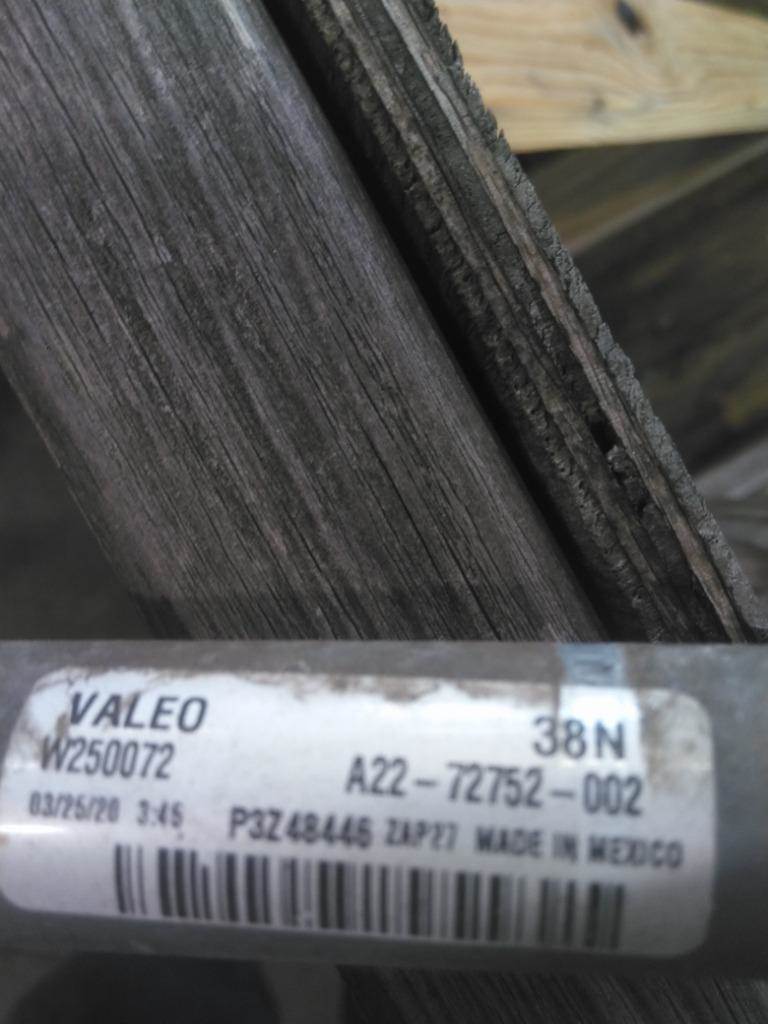 VALEO 38N
W250072 A22-72752-002
03/25/20 3:45 P3Z48446 ZAP27 MADE IN MEXICO